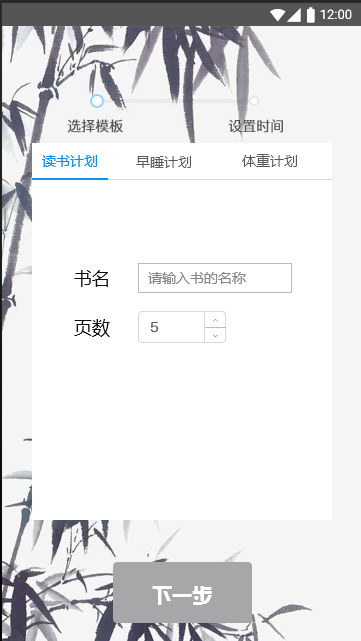 12:00
选择模板 设置时间
读书计划 早睡计划 体重计划
书名 请输入书的名称
页数 5
下一步